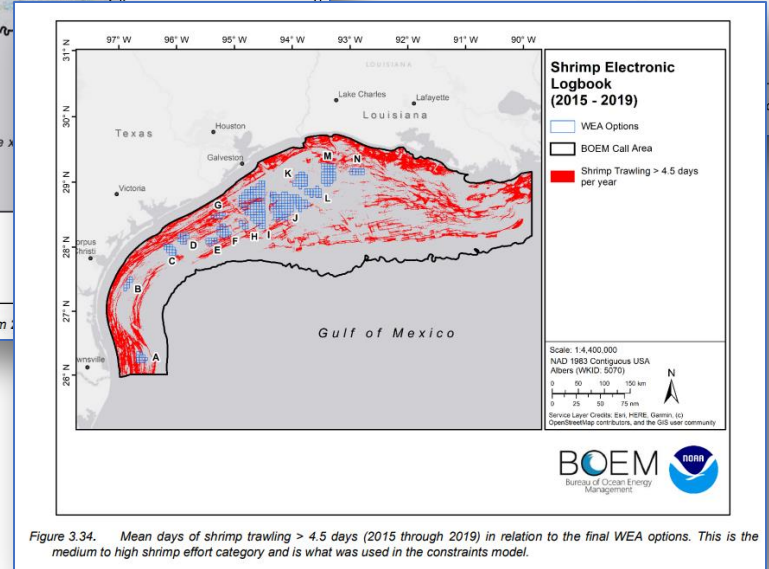 97° W 96° W 95° W 94° W 93° W 92° W 91° W 90° W
31° N
30° N
29° N
28° N
27° N
26° N
LOUISIANA
Lake Charles
Lafayette
Louisiana
Houston
Texas
Galveston
Victoria
Corpus
Christi
wnsville
A
B
C
D
E
F
G
H
I
J
K
L
M
N
Gulf of Mexico
Shrimp Electronic
Logbook
(2015 - 2019)
WEA Options
BOEM Call Area
Shrimp Trawling > 4.5 days
per year
Scale: 1:4,400,000
NAD 1983 Contiguous USA
Albers (WKID: 5070)
N
0 50 100 150 km
0 25 50 75 nm
Service Layer Credits: Esri, HERE, Garmin, (c)
OpenStreetMap contributors, and the GIS user community
BOEM
Bureau of Ocean Energy
Management
NOAA
Figure 3.34. Mean days of shrimp trawling > 4.5 days (2015 through 2019) in relation to the final WEA options. This is the
medium to high shrimp effort category and is what was used in the constraints model.